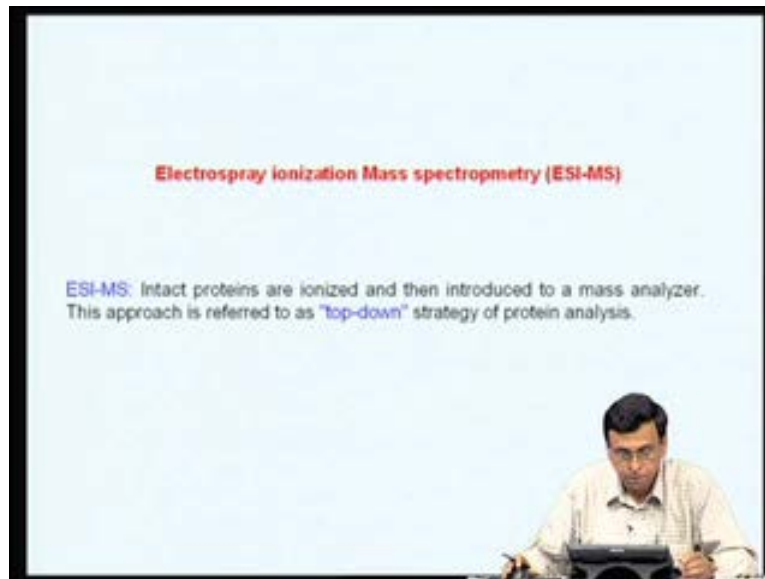 Electrospray ionization Mass spectropmetry (ESI-MS)
ESI-MS: Intact proteins are ionized and then introduced to a mass analyzer.
This approach is referred to as "top-down" strategy of protein analysis.